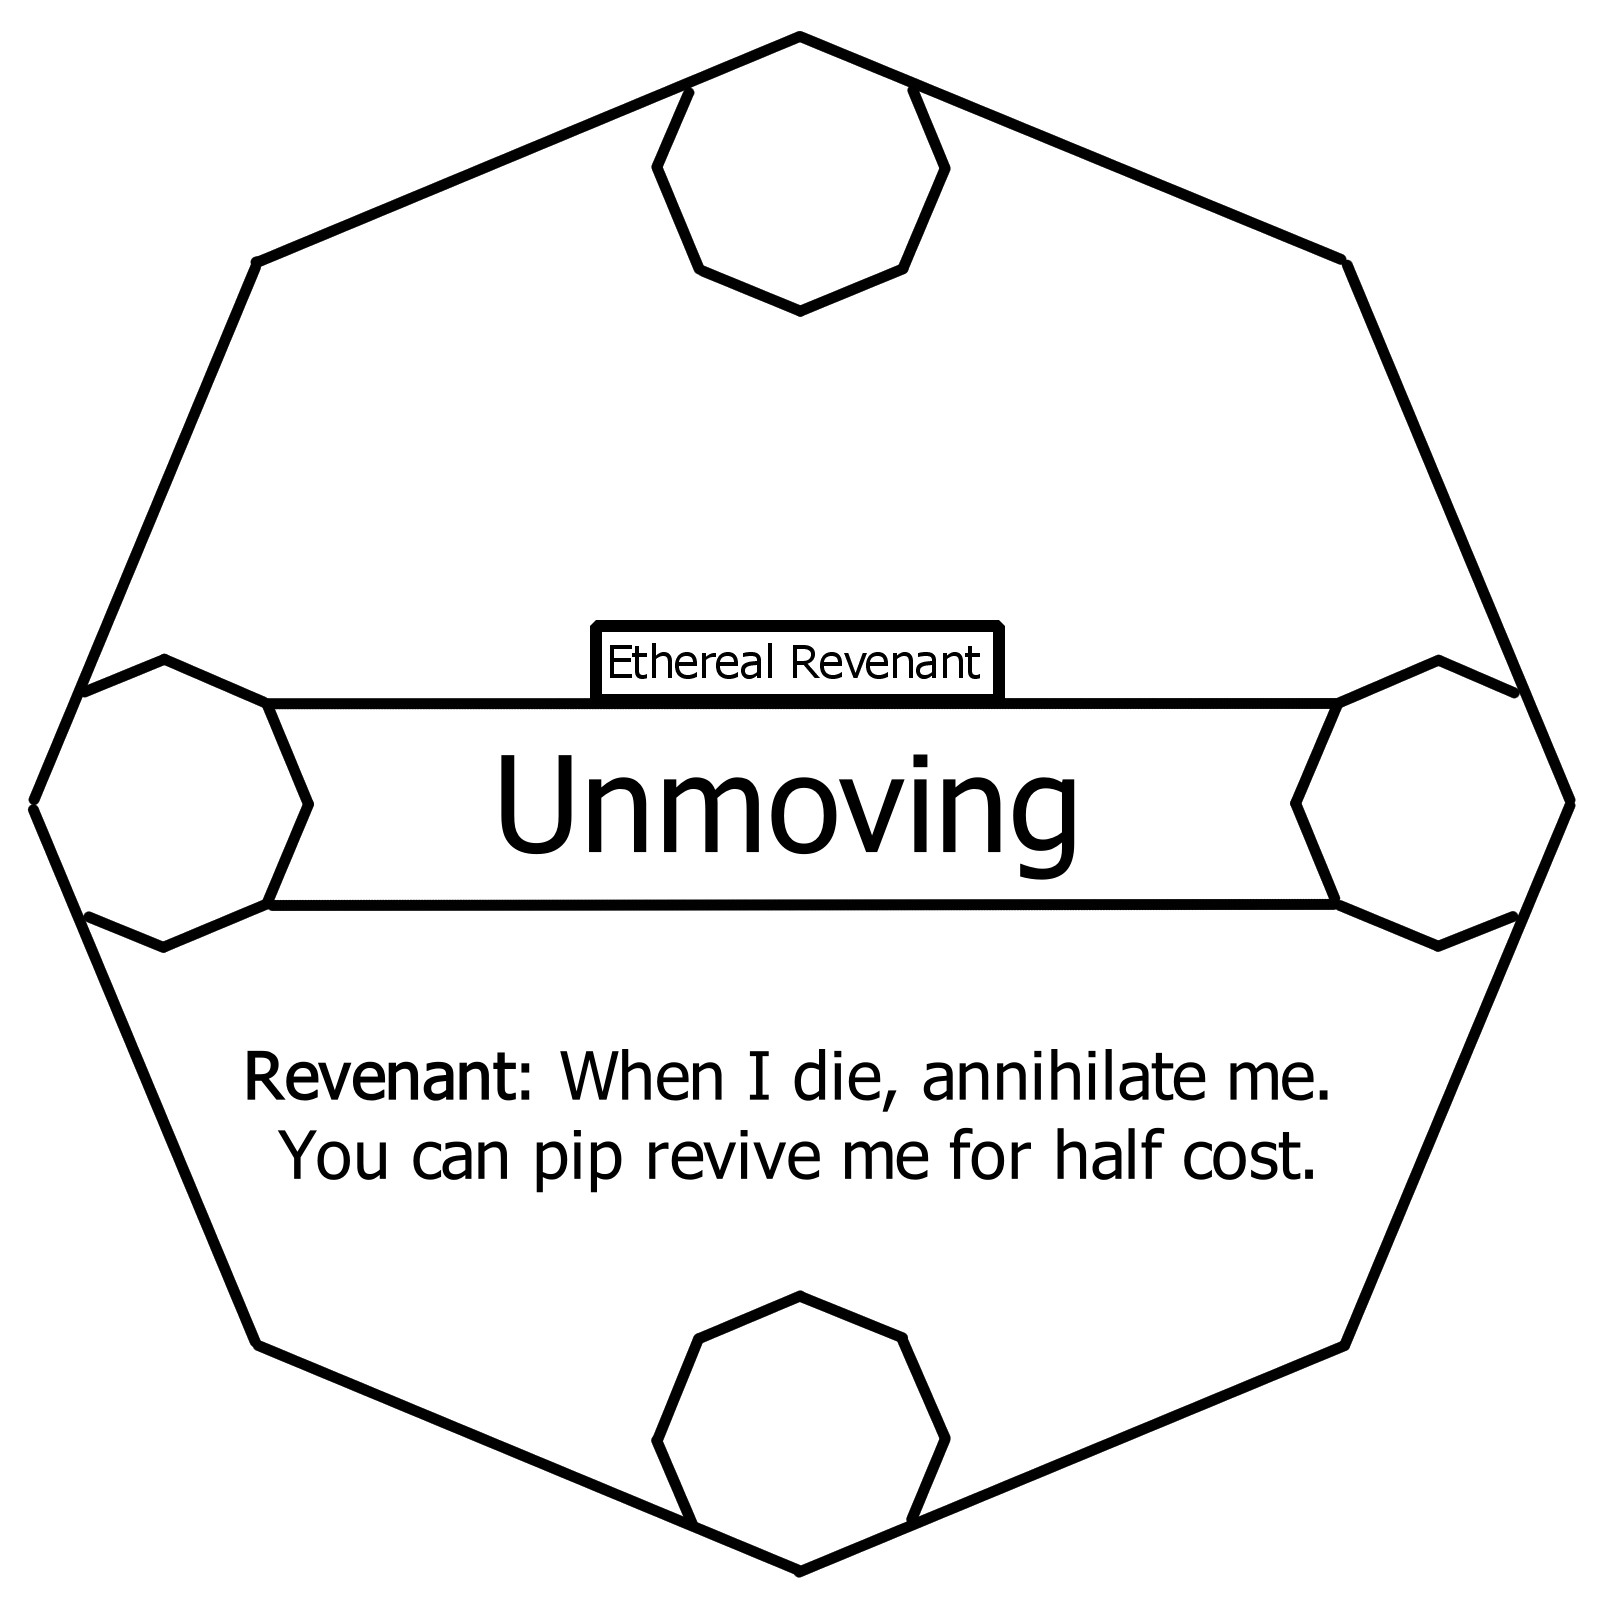 Ethereal Revenant
Unmoving
Revenant: When I die, annihilate me.
You can pip revive me for half cost.